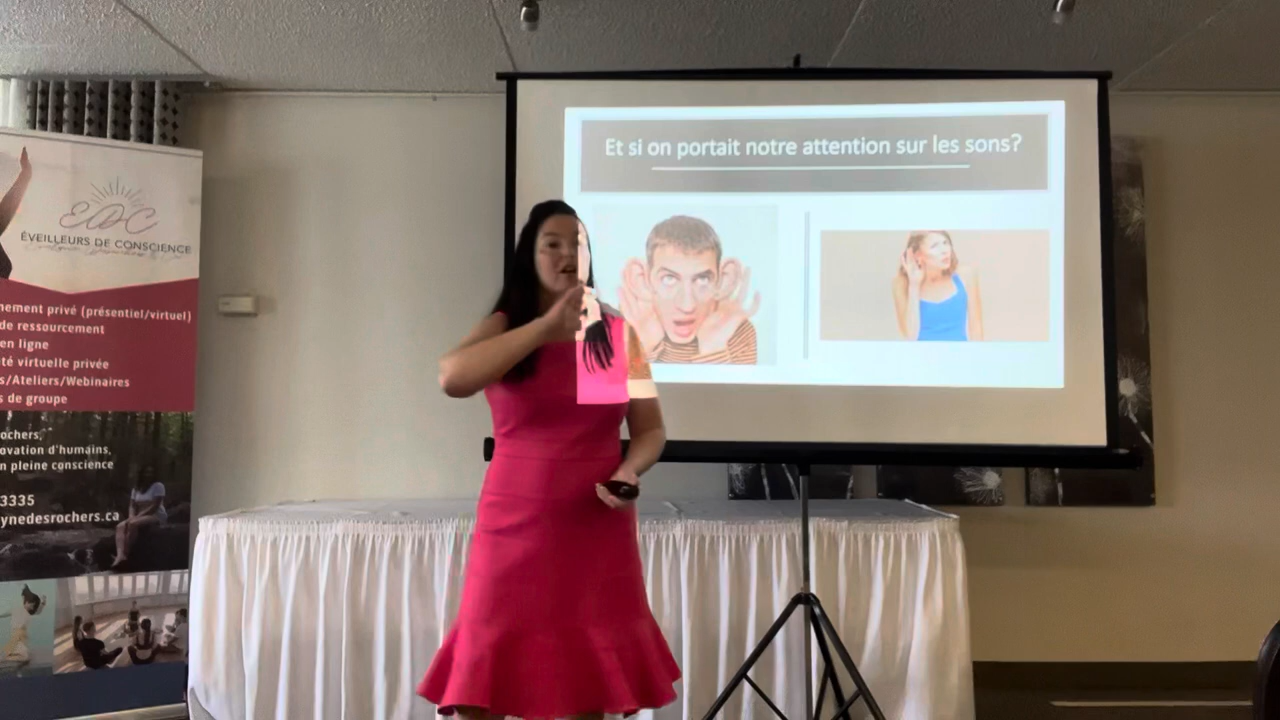 Et si on portait notre attention sur les sons?
EDC
ÉVEILLEURS DE CONSCIENCE
nement privé (présentiel/virtuel)
de ressourcement
en ligne
té virtuelle privée
s/Ateliers/Webinaires
s de groupe
ochers,
ovation d'humains,
n pleine conscience
3335
ynedesrochers.ca